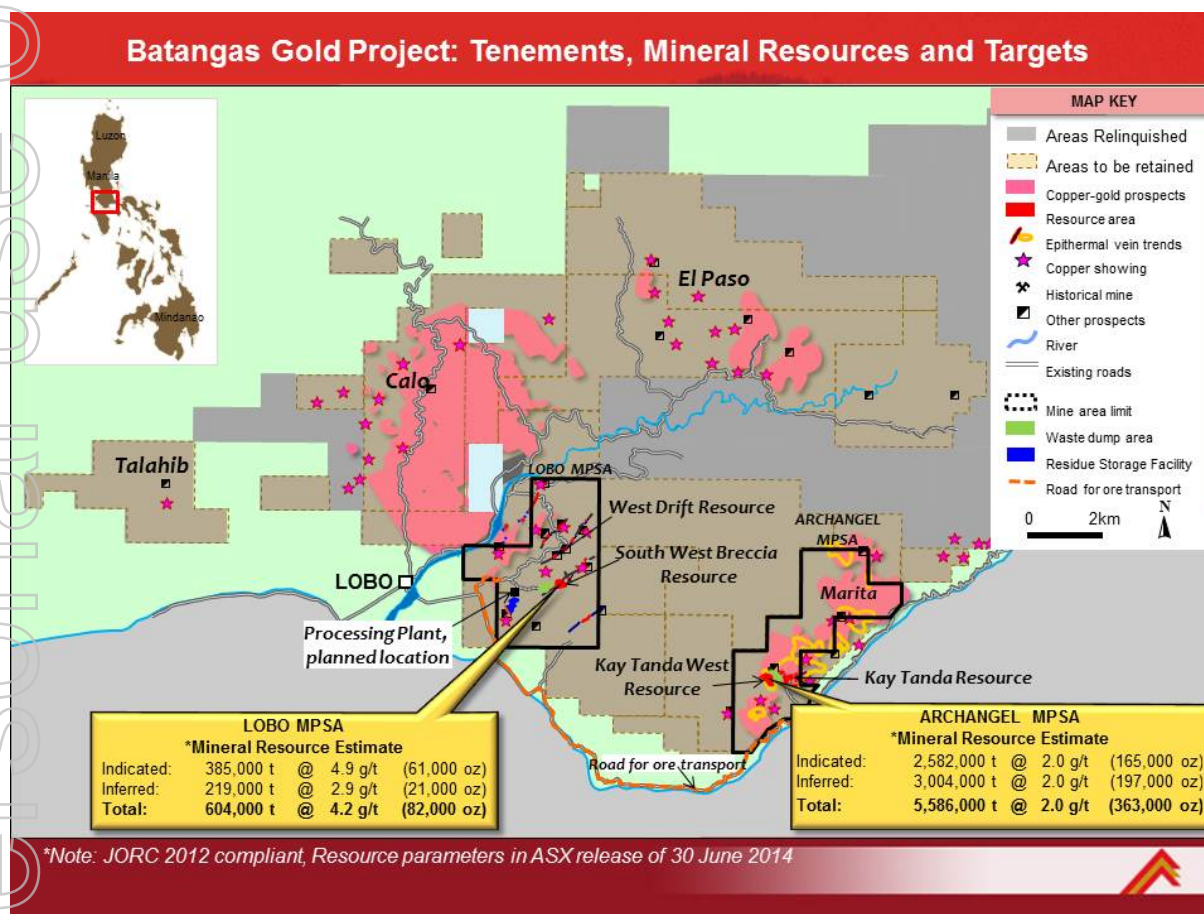 Batangas Gold Project: Tenements, Mineral Resources and Targets
Luzon
Manila
Mindanao
MAP KEY
Areas Relinquished
Areas to be retained
Copper-gold prospects
Resource area
Epithermal vein trends
Copper showing
Historical mine
Other prospects
River
Existing roads
Mine area limit
Waste dump area
Residue Storage Facility
Road for ore transport
0 2km
N
El Paso
Calo
Talahib
LOBO MPSA
West Drift Resource
ARCHANGEL
MPSA
South West Breccia
Resource
LOBO
Marita
Processing Plant,
planned location
Kay Tanda West
Resource
Kay Tanda Resource
Road for ore transport
LOBO MPSA
*Mineral Resource Estimate
Indicated: 385,000 t @ 4.9 g/t (61,000 oz)
Inferred: 219,000 t @ 2.9 g/t (21,000 oz)
Total: 604,000 t @ 4.2 g/t (82,000 oz)
ARCHANGEL MPSA
*Mineral Resource Estimate
Indicated: 2,582,000 t @ 2.0 g/t (165,000 oz)
Inferred: 3,004,000 t @ 2.0 g/t (197,000 oz)
Total: 5,586,000 t @ 2.0 g/t (363,000 oz)
*Note: JORC 2012 compliant, Resource parameters in ASX release of 30 June 2014